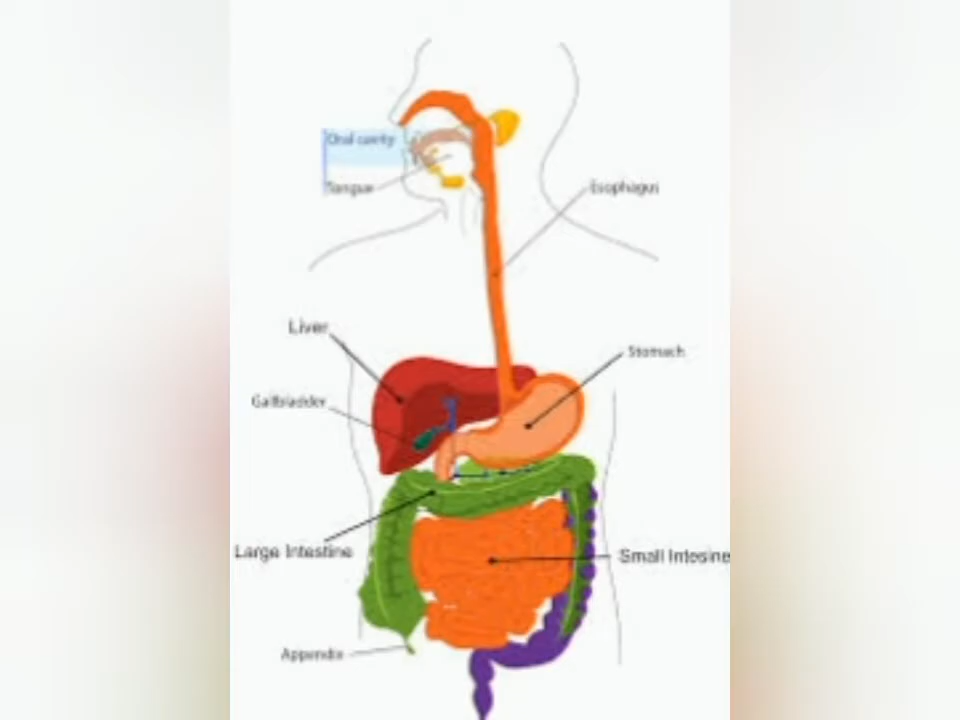 Oral cavity
Tongue
Esophagus
Liver
Stomach
Gallbladder
Large Intestine
Small Intesine
Appendix